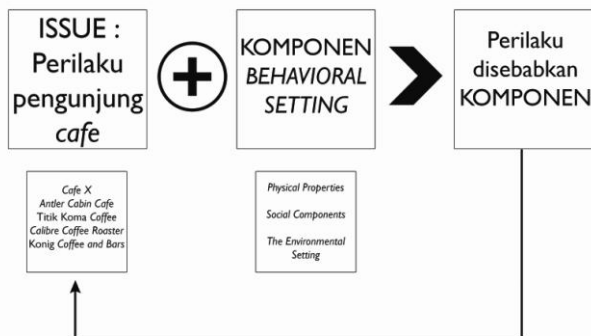 ISSUE :
Perilaku
pengunjung
cafe
KOMPONEN
BEHAVIORAL
SETTING
Perilaku
disebabkan
KOMPONEN
Cafe X
Antler Cabin Cafe
Titik Koma Coffee
Calibre Coffee Roaster
Konig Coffee and Bars
Physical Properties
Social Components
The Environmental
Setting